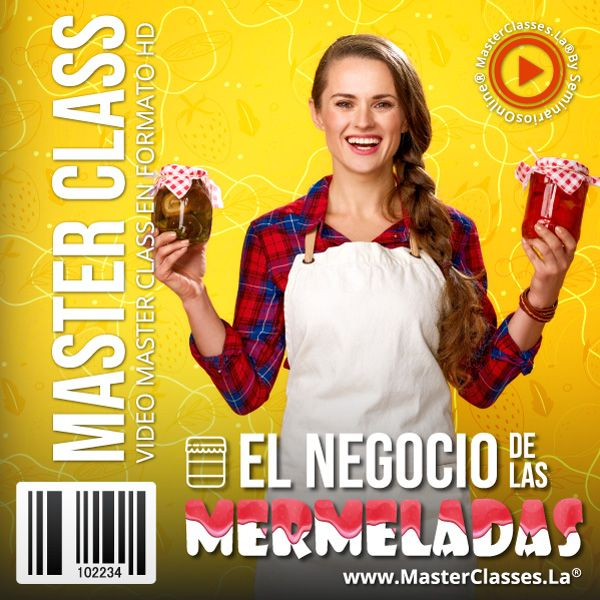 MASTER CLASS
VIDEO MASTER CLASS EN FORMATO HD
MasterClasses.La®By SeminariosOnline®
EL NEGOCIO DE LAS
MERMELADAS
102234
www.MasterClasses.La®